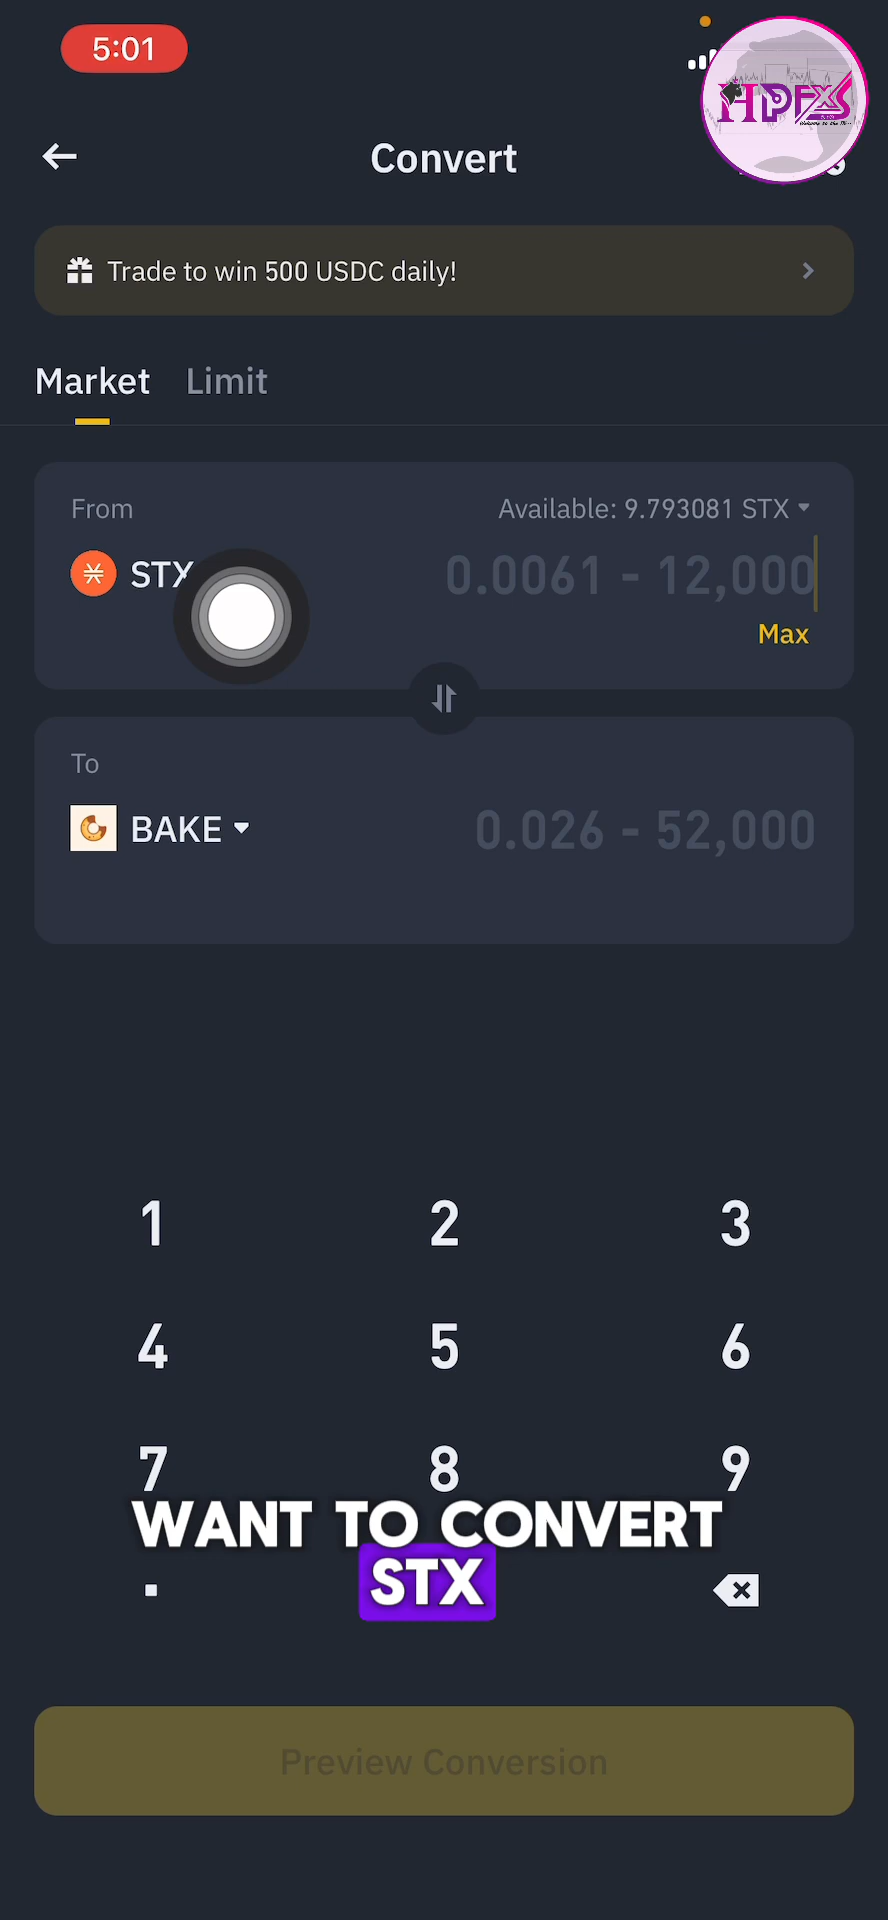 5:01
HPFXS
Convert
Trade to win 500 USDC daily!
Market Limit
From Available: 9.793081 STX
STX 0.0061 - 12,000
Max
To
BAKE 0.026 - 52,000
1 2 3
4 5 6
7 8 9
WANT TO CONVERT
. STX
Preview Conversion